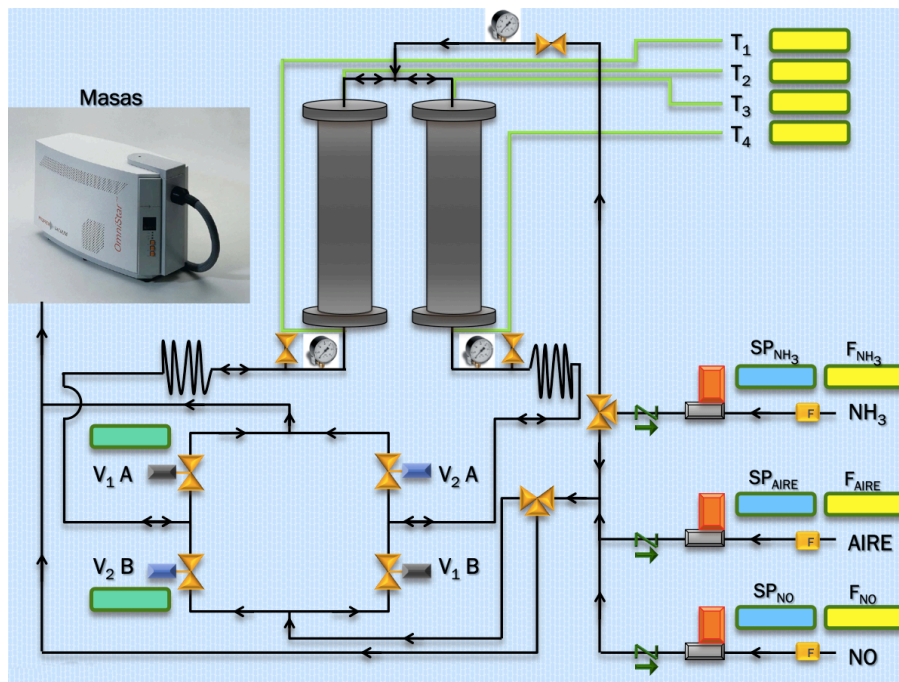 T1
T2
T3
T4
Masas
OmniStar
SPNH3
FNH3
F
NH3
V1 A
V2 A
SPAIRE
FAIRE
F
AIRE
V2 B
V1 B
SPNO
FNO
F
NO